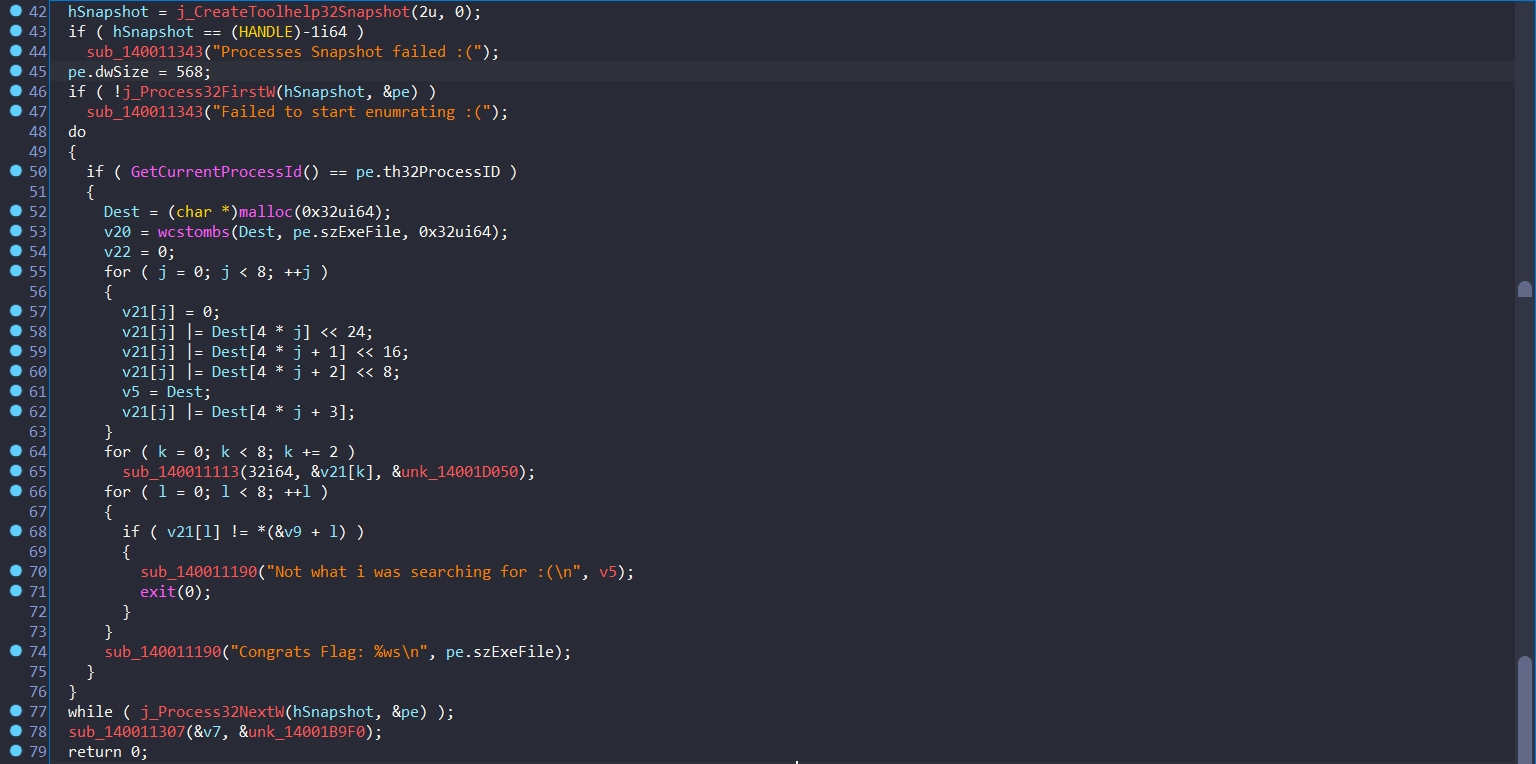 42 hSnapshot = j_CreateToolhelp32Snapshot(2u, 0);
43 if ( hSnapshot == (HANDLE)-1i64 )
44 sub_140011343("Processes Snapshot failed :(");
45 pe.dwSize = 568;
46 if ( !j_Process32FirstW(hSnapshot, &pe) )
47 sub_140011343("Failed to start enumrating :(");
48 do
49 {
50 if ( GetCurrentProcessId() == pe.th32ProcessID )
51 {
52 Dest = (char *)malloc(0x32ui64);
53 v20 = wcstombs(Dest, pe.szExeFile, 0x32ui64);
54 v22 = 0;
55 for ( j = 0; j < 8; ++j )
56 {
57 v21[j] = 0;
58 v21[j] |= Dest[4 * j] << 24;
59 v21[j] |= Dest[4 * j + 1] << 16;
60 v21[j] |= Dest[4 * j + 2] << 8;
61 v5 = Dest;
62 v21[j] |= Dest[4 * j + 3];
63 }
64 for ( k = 0; k < 8; k += 2 )
65 sub_140011113(32i64, &v21[k], &unk_14001D050);
66 for ( l = 0; l < 8; ++l )
67 {
68 if ( v21[l] != *(&v9 + l) )
69 {
70 sub_140011190("Not what i was searching for :(\n", v5);
71 exit(0);
72 }
73 }
74 sub_140011190("Congrats Flag: %ws\n", pe.szExeFile);
75 }
76 }
77 while ( j_Process32NextW(hSnapshot, &pe) );
78 sub_140011307(&v7, &unk_14001B9F0);
79 return 0;